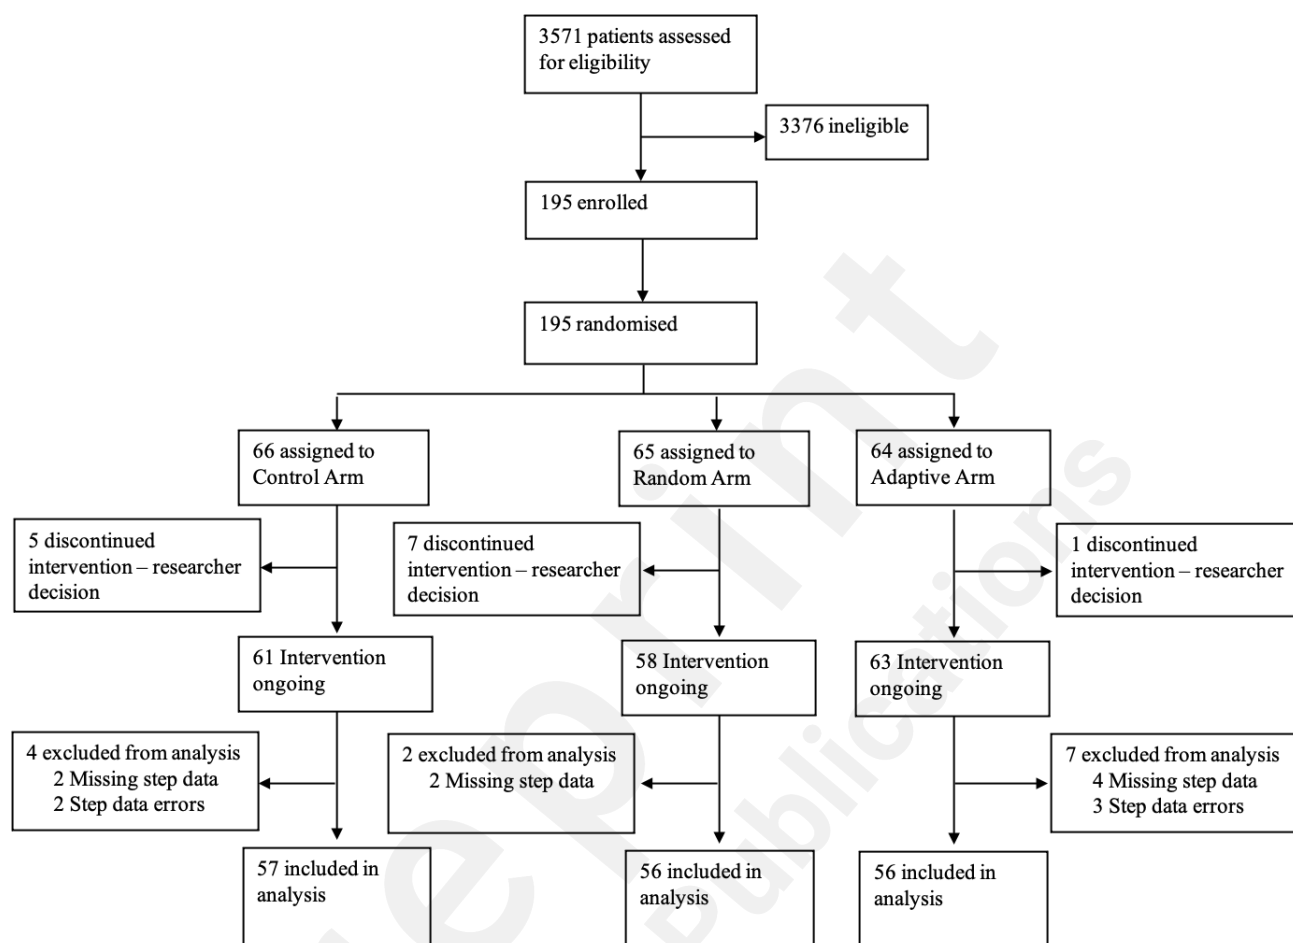 3571 patients assessed
for eligibility
3376 ineligible
195 enrolled
195 randomised
66 assigned to
Control Arm
65 assigned to
Random Arm
64 assigned to
Adaptive Arm
5 discontinued
intervention – researcher
decision
7 discontinued
intervention – researcher
decision
1 discontinued
intervention – researcher
decision
61 Intervention
ongoing
58 Intervention
ongoing
63 Intervention
ongoing
4 excluded from analysis
2 Missing step data
2 Step data errors
2 excluded from analysis
2 Missing step data
7 excluded from analysis
4 Missing step data
3 Step data errors
57 included in
analysis
56 included in
analysis
56 included in
analysis
eprint
Publications